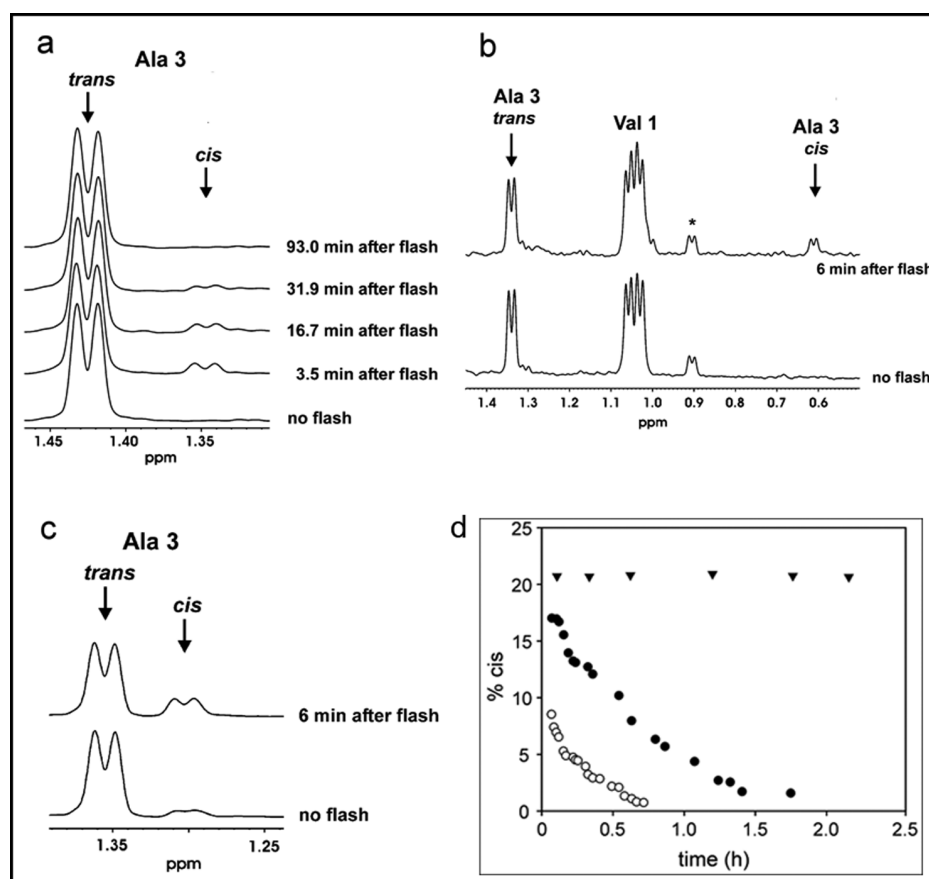 a
Ala 3
trans
cis
93.0 min after flash
31.9 min after flash
16.7 min after flash
3.5 min after flash
no flash
1.45 1.40 1.35
ppm
b
Ala 3
trans
Val 1
Ala 3
cis
*
6 min after flash
no flash
1.4 1.3 1.2 1.1 1.0 0.9 0.8 0.7 0.6
ppm
c
Ala 3
trans
cis
6 min after flash
no flash
1.35 1.25
ppm
d
25
20
15
10
5
0
% cis
0 0.5 1.0 1.5 2.0 2.5
time (h)